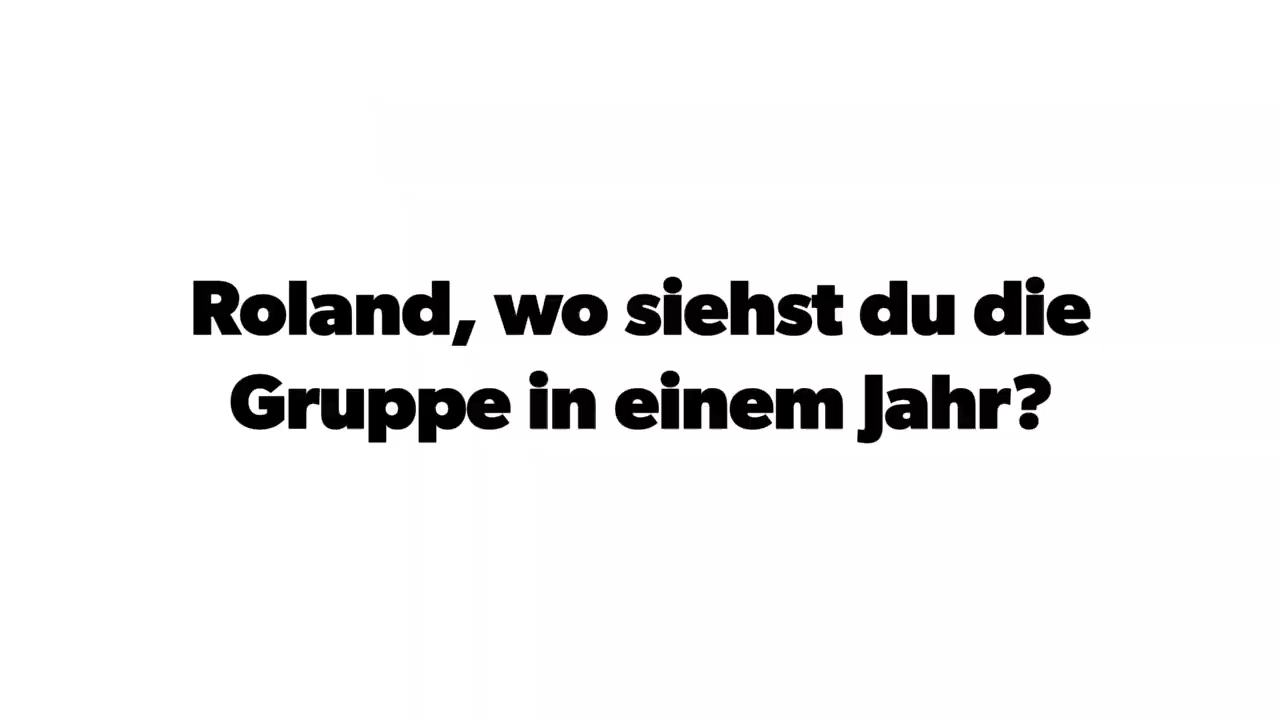 Roland, wo siehst du die
Gruppe in einem Jahr?